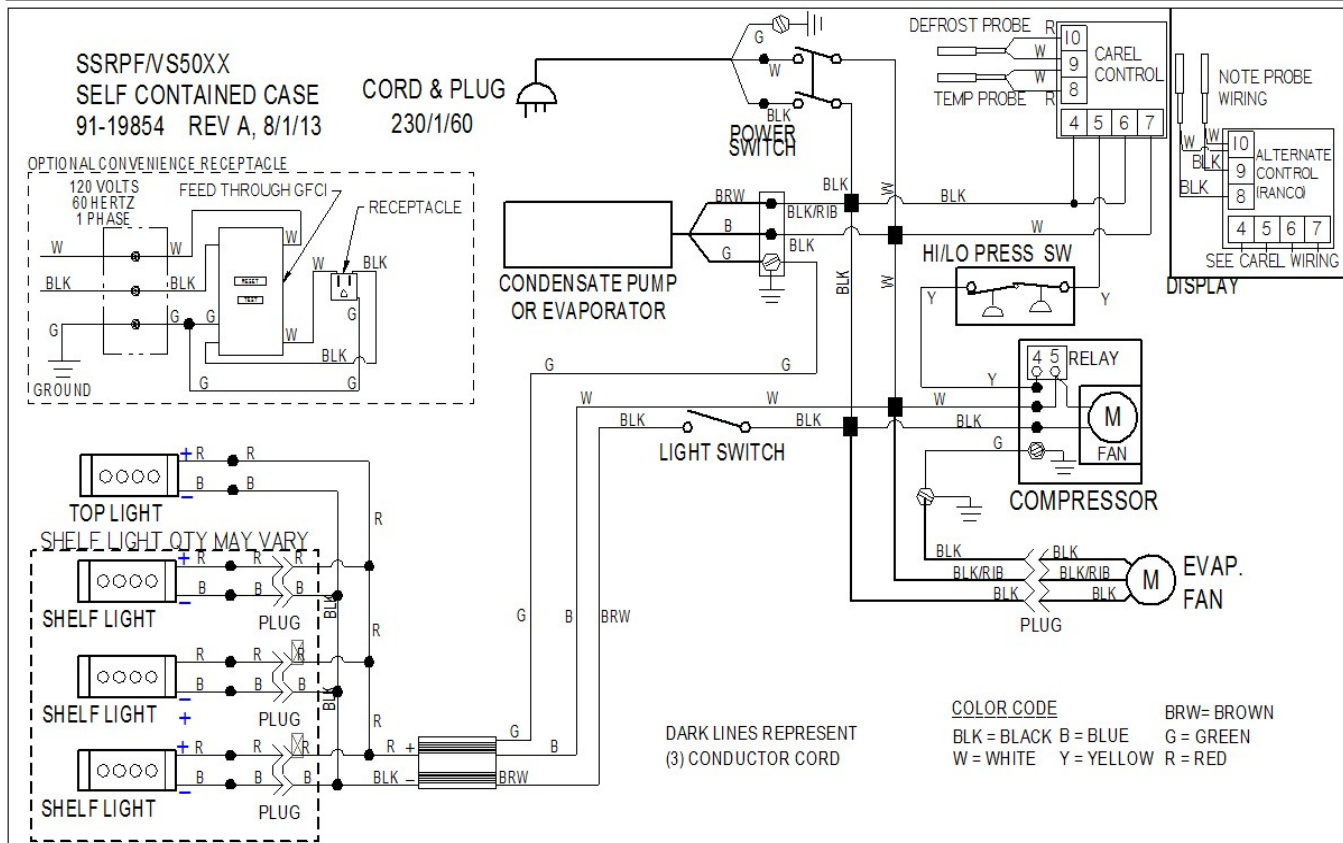 SSRPF/VS50XX
SELF CONTAINED CASE
91-19854 REV A, 8/1/13
CORD & PLUG
230/1/60
G
W
BLK
POWER
SWITCH
DEFROST PROBE R
W
W
TEMP PROBE R
10
9
8
CAREL
CONTROL
4 5 6 7
NOTE PROBE
WIRING
W
W
BLK
BLK
10
9
8
ALTERNATE
CONTROL
(RANCO)
4 5 6 7
SEE CAREL WIRING
DISPLAY
OPTIONAL CONVENIENCE RECEPTACLE
120 VOLTS
60 HERTZ
1 PHASE
FEED THROUGH GFCI
RECEPTACLE
W
W
W
W
BLK
BLK
BLK
RESET
TEST
G
G
G
G
W
BLK
G
G
GROUND
CONDENSATE PUMP
OR EVAPORATOR
BRW
B
G
BLK/RIB
BLK
BLK
W
BLK
W
BLK
W
HI/LO PRESS SW
Y
Y
G
G
4 5 RELAY
Y
W
W
W
BLK
BLK
BLK
LIGHT SWITCH
G
M
FAN
COMPRESSOR
TOP LIGHT
+ R R
− B B
R
SHELF LIGHT QTY MAY VARY
+ R R R
− B B B
BLK
SHELF LIGHT
PLUG
R
R R R
B B B
−
BLK
SHELF LIGHT
+
PLUG
R
+ R R R
− B B B
SHELF LIGHT
PLUG
R +
BLK −
G
B
BRW
G
B
BRW
BLK
BLK
BLK/RIB
BLK/RIB
BLK
BLK
PLUG
M
EVAP.
FAN
DARK LINES REPRESENT
(3) CONDUCTOR CORD
COLOR CODE
BRW= BROWN
BLK = BLACK B = BLUE G = GREEN
W = WHITE Y = YELLOW R = RED